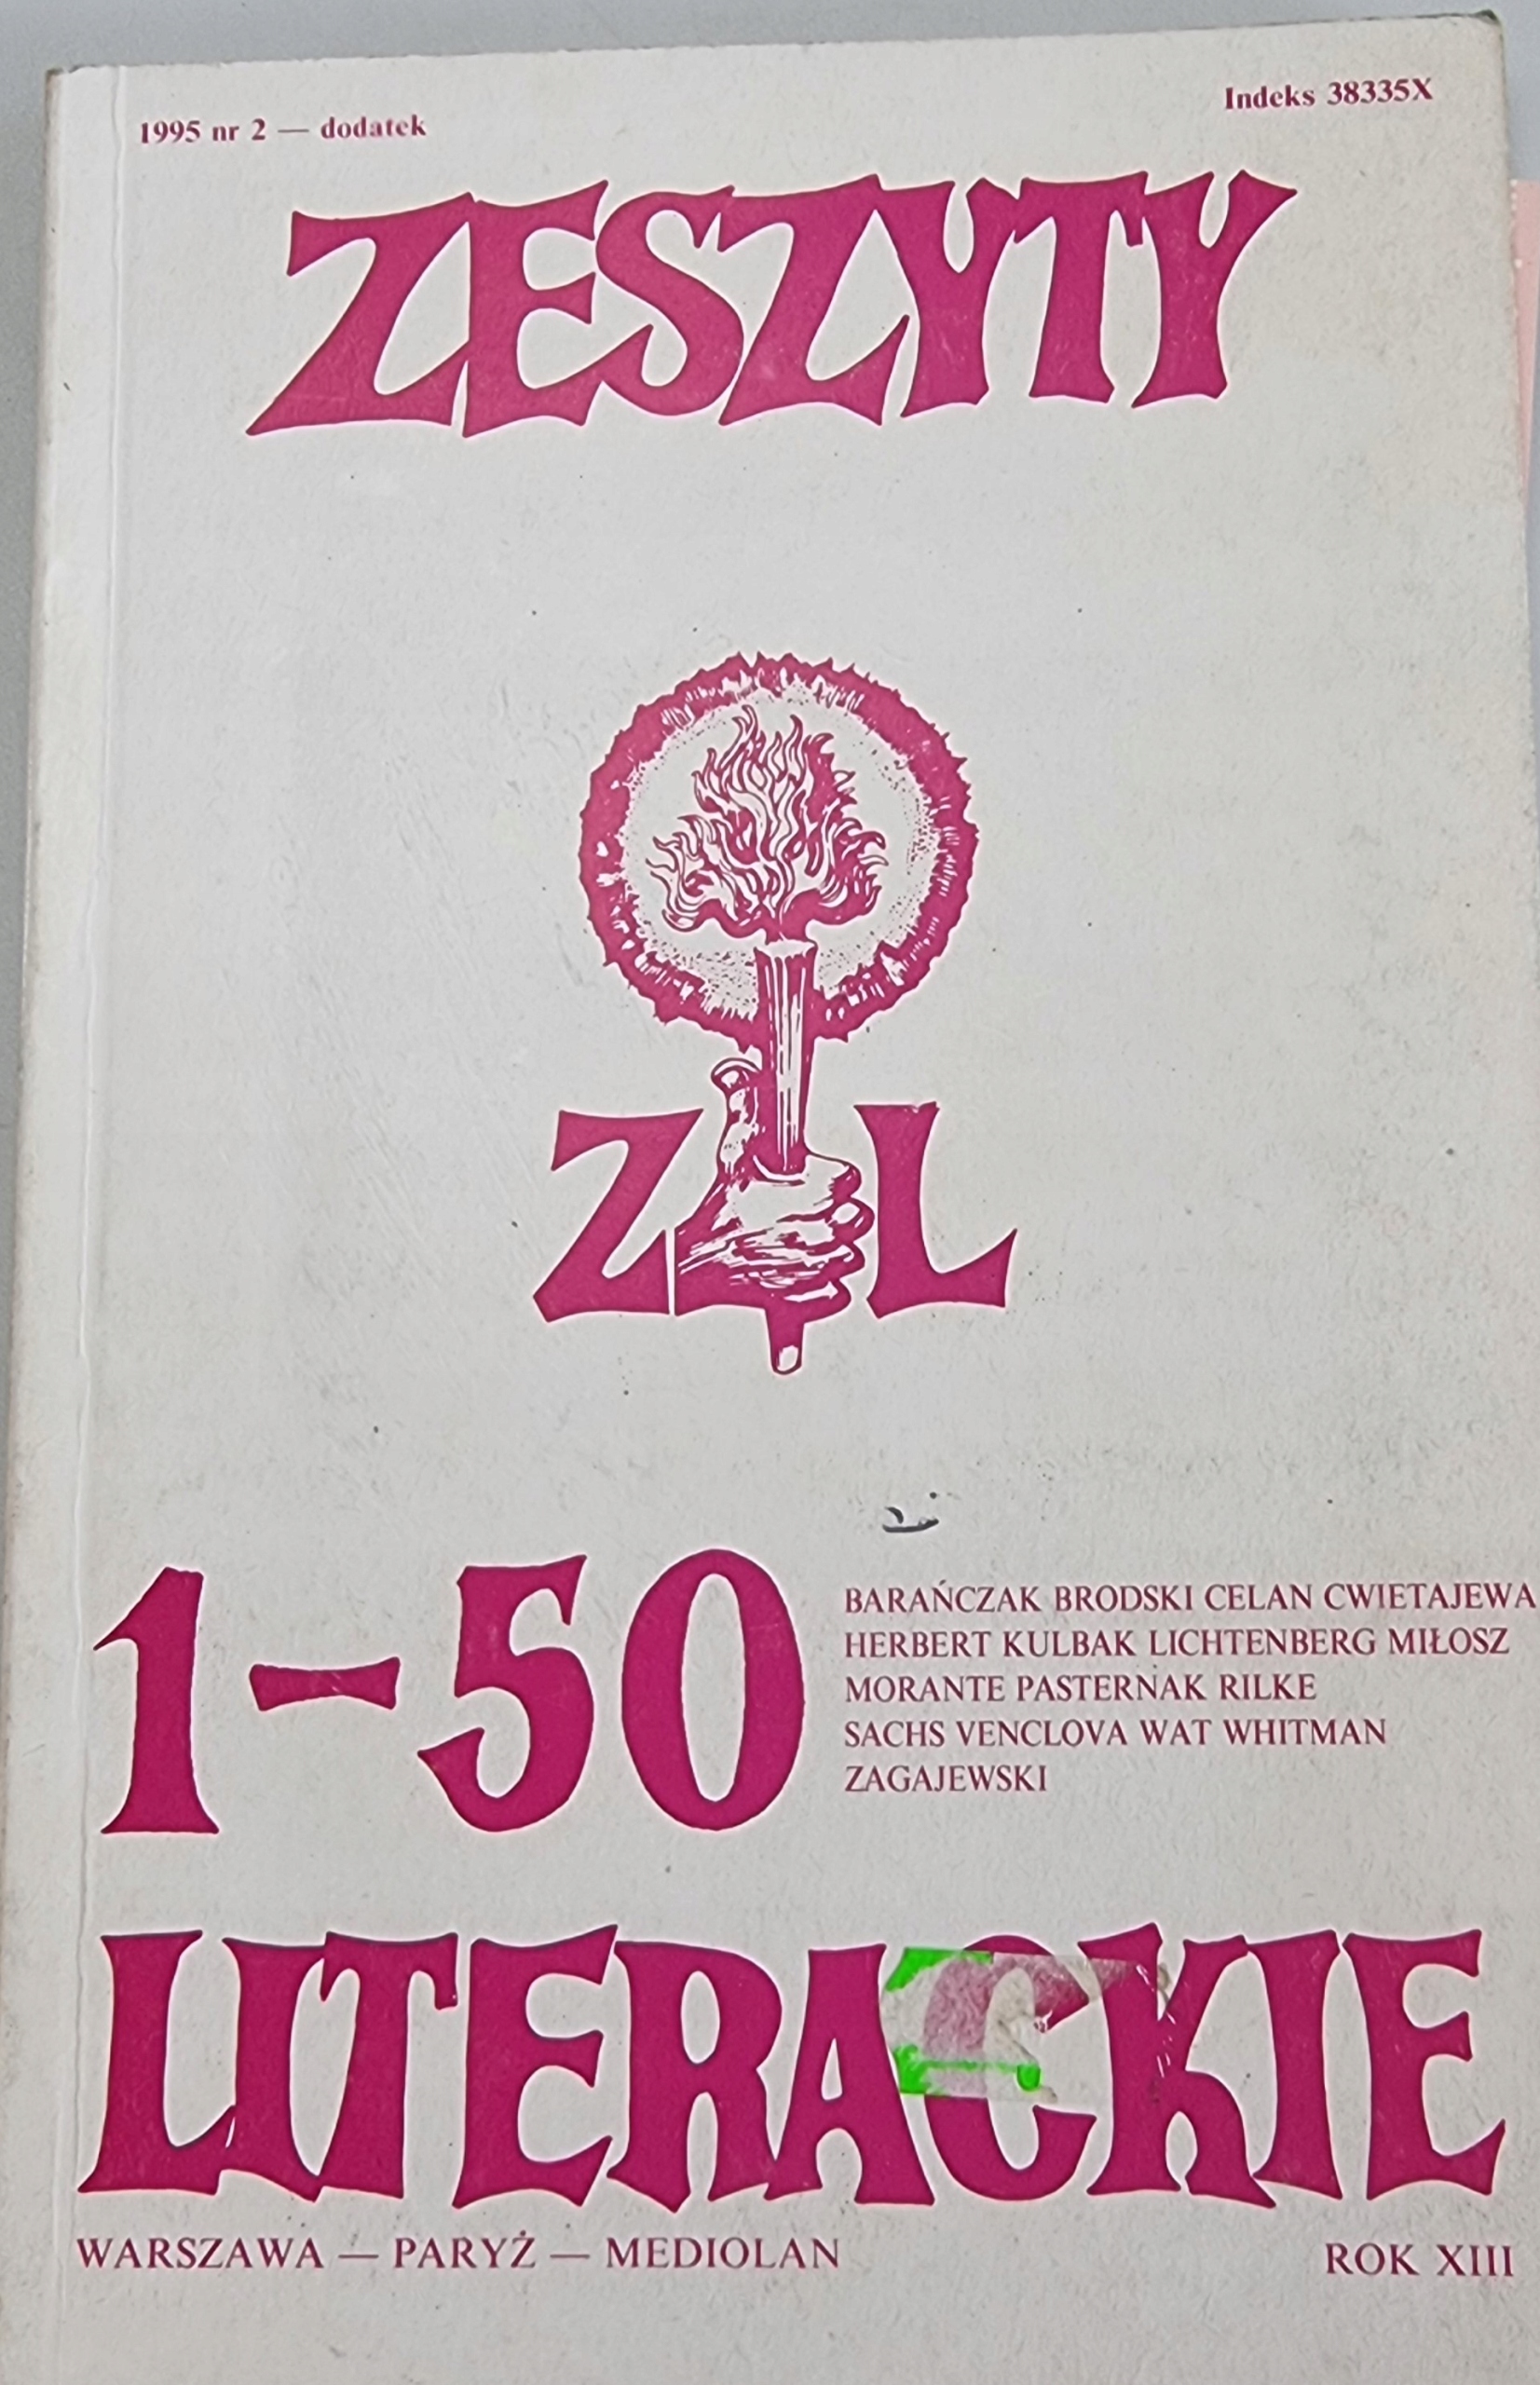 1995 nr 2 — dodatek
Indeks 38335X
ZESZYTY
Z L
1–50
BARAŃCZAK BRODSKI CELAN CWIETAJEWA
HERBERT KULBAK LICHTENBERG MIŁOSZ
MORANTE PASTERNAK RILKE
SACHS VENCLOVA WAT WHITMAN
ZAGAJEWSKI
LITERACKIE
WARSZAWA — PARYŻ — MEDIOLAN
ROK XIII